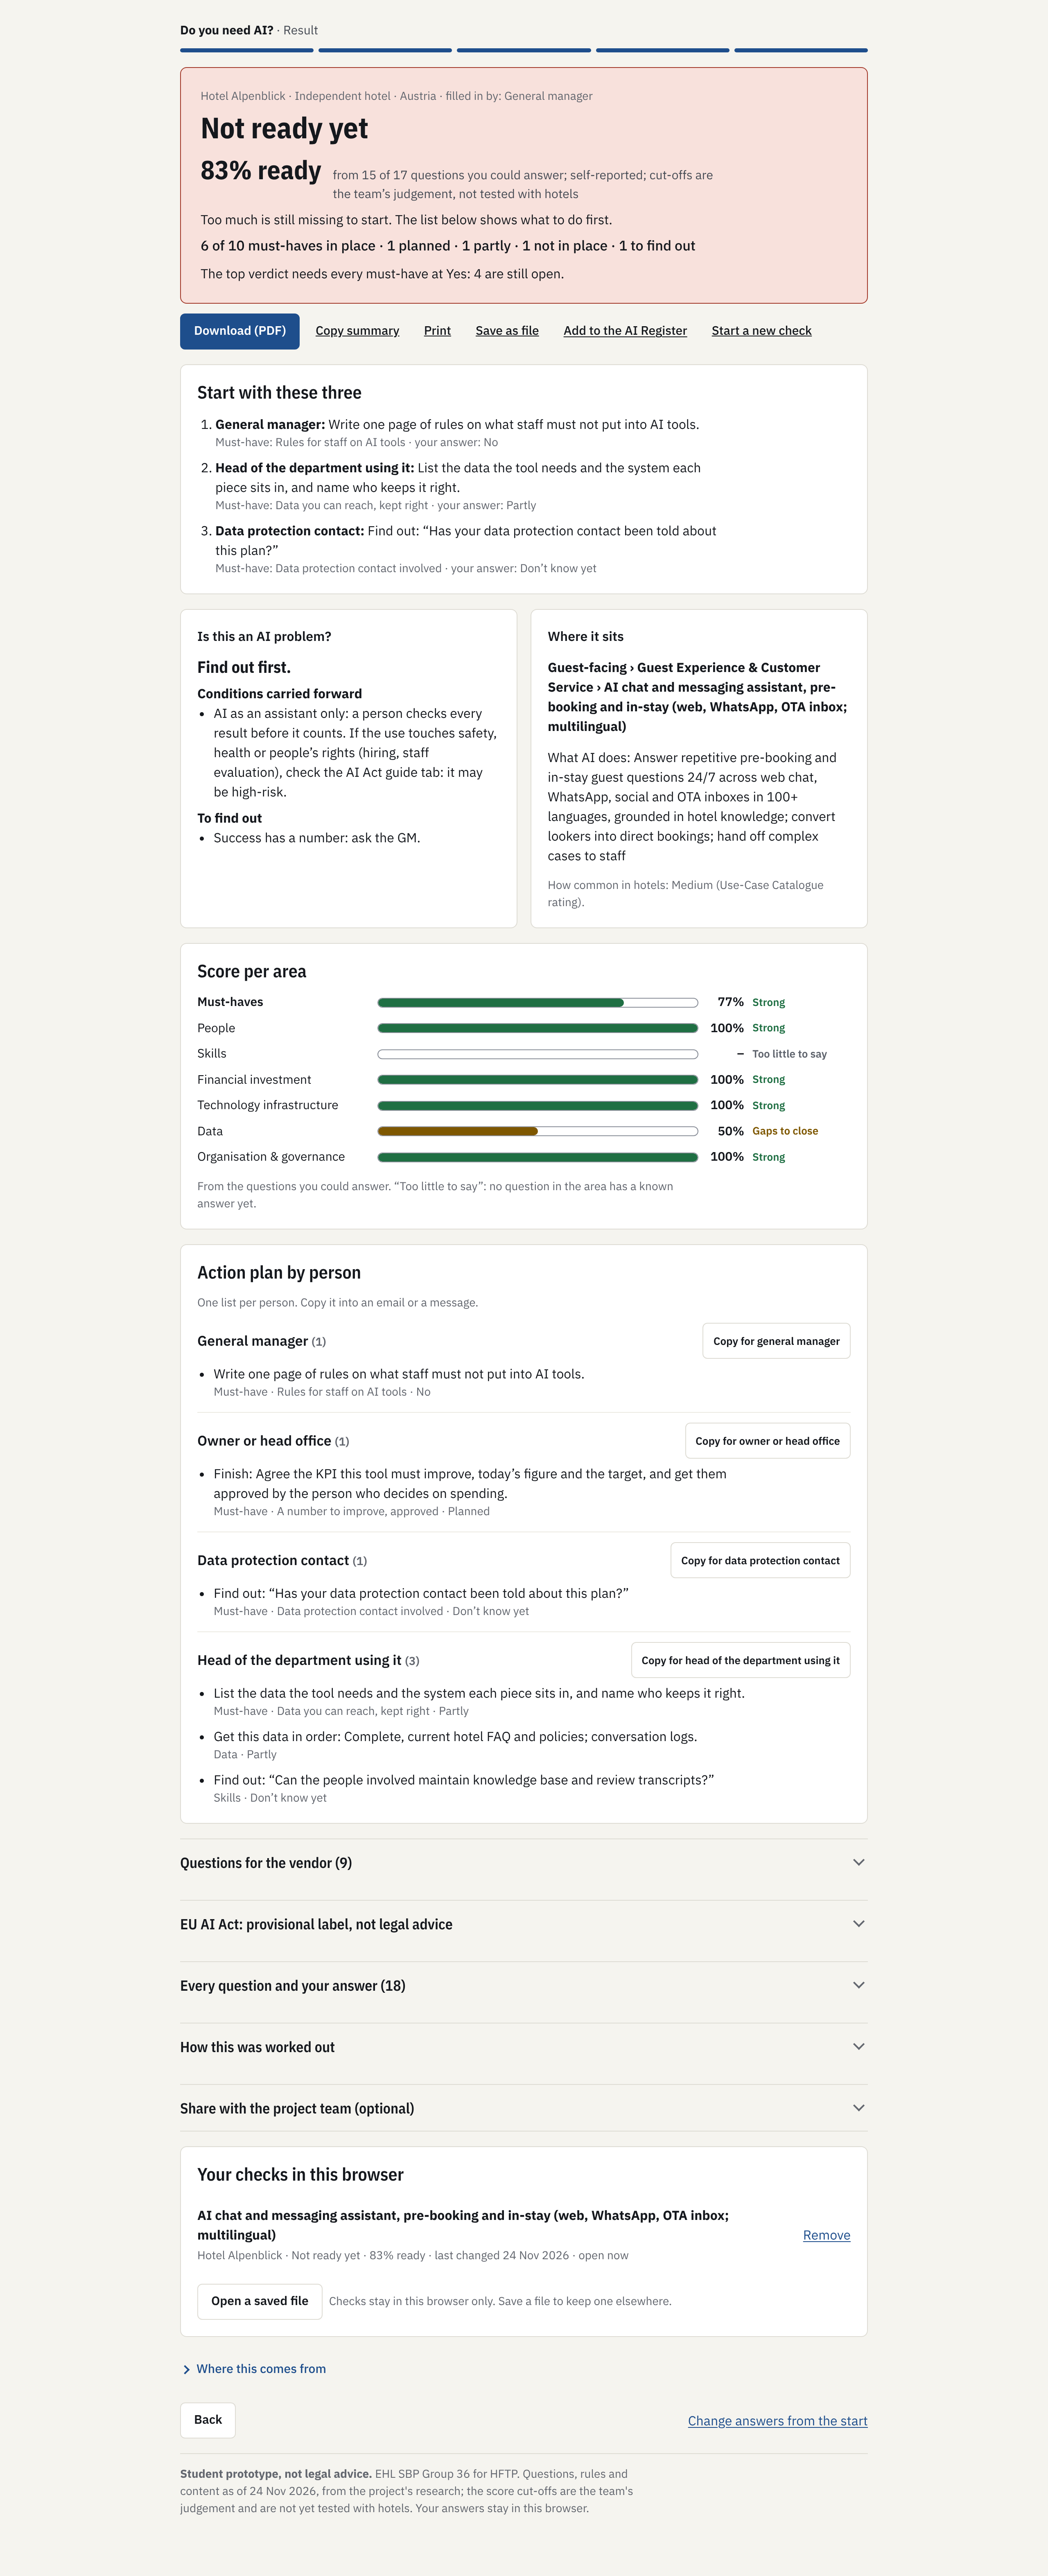 Do you need AI? · Result
Hotel Alpenblick · Independent hotel · Austria · filled in by: General manager
Not ready yet
83% ready from 15 of 17 questions you could answer; self-reported; cut-offs are
the team’s judgement, not tested with hotels
Too much is still missing to start. The list below shows what to do first.
6 of 10 must-haves in place · 1 planned · 1 partly · 1 not in place · 1 to find out
The top verdict needs every must-have at Yes: 4 are still open.
Download (PDF) Copy summary Print Save as file Add to the AI Register Start a new check
Start with these three
1. General manager: Write one page of rules on what staff must not put into AI tools.
Must-have: Rules for staff on AI tools · your answer: No
2. Head of the department using it: List the data the tool needs and the system each
piece sits in, and name who keeps it right.
Must-have: Data you can reach, kept right · your answer: Partly
3. Data protection contact: Find out: “Has your data protection contact been told about
this plan?”
Must-have: Data protection contact involved · your answer: Don’t know yet
Is this an AI problem?
Find out first.
Conditions carried forward
• AI as an assistant only: a person checks every
result before it counts. If the use touches safety,
health or people’s rights (hiring, staff
evaluation), check the AI Act guide tab: it may
be high-risk.
To find out
• Success has a number: ask the GM.
Where it sits
Guest-facing › Guest Experience & Customer
Service › AI chat and messaging assistant, pre-
booking and in-stay (web, WhatsApp, OTA inbox;
multilingual)
What AI does: Answer repetitive pre-booking and
in-stay guest questions 24/7 across web chat,
WhatsApp, social and OTA inboxes in 100+
languages, grounded in hotel knowledge; convert
lookers into direct bookings; hand off complex
cases to staff
How common in hotels: Medium (Use-Case Catalogue
rating).
Score per area
Must-haves 77% Strong
People 100% Strong
Skills – Too little to say
Financial investment 100% Strong
Technology infrastructure 100% Strong
Data 50% Gaps to close
Organisation & governance 100% Strong
From the questions you could answer. “Too little to say”: no question in the area has a known
answer yet.
Action plan by person
One list per person. Copy it into an email or a message.
General manager (1) Copy for general manager
• Write one page of rules on what staff must not put into AI tools.
Must-have · Rules for staff on AI tools · No
Owner or head office (1) Copy for owner or head office
• Finish: Agree the KPI this tool must improve, today’s figure and the target, and get them
approved by the person who decides on spending.
Must-have · A number to improve, approved · Planned
Data protection contact (1) Copy for data protection contact
• Find out: “Has your data protection contact been told about this plan?”
Must-have · Data protection contact involved · Don’t know yet
Head of the department using it (3) Copy for head of the department using it
• List the data the tool needs and the system each piece sits in, and name who keeps it right.
Must-have · Data you can reach, kept right · Partly
• Get this data in order: Complete, current hotel FAQ and policies; conversation logs.
Data · Partly
• Find out: “Can the people involved maintain knowledge base and review transcripts?”
Skills · Don’t know yet
Questions for the vendor (9)
EU AI Act: provisional label, not legal advice
Every question and your answer (18)
How this was worked out
Share with the project team (optional)
Your checks in this browser
AI chat and messaging assistant, pre-booking and in-stay (web, WhatsApp, OTA inbox;
multilingual)
Remove
Hotel Alpenblick · Not ready yet · 83% ready · last changed 24 Nov 2026 · open now
Open a saved file Checks stay in this browser only. Save a file to keep one elsewhere.
Where this comes from
Back Change answers from the start
Student prototype, not legal advice. EHL SBP Group 36 for HFTP. Questions, rules and
content as of 24 Nov 2026, from the project's research; the score cut-offs are the team's
judgement and are not yet tested with hotels. Your answers stay in this browser.